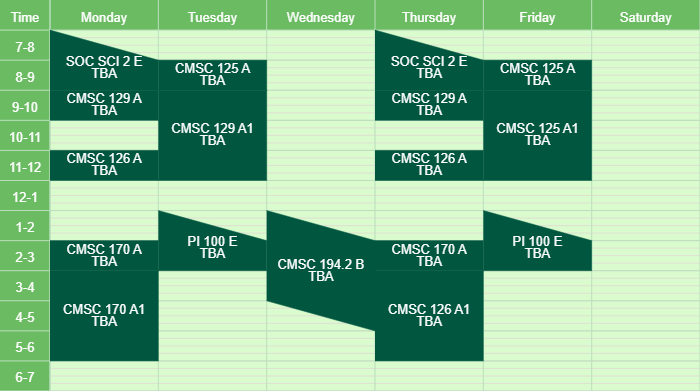 Time Monday Tuesday Wednesday Thursday Friday Saturday
7-8
SOC SCI 2 E
TBA
SOC SCI 2 E
TBA
8-9
CMSC 125 A
TBA
CMSC 125 A
TBA
9-10
CMSC 129 A
TBA
CMSC 129 A
TBA
CMSC 129 A1
TBA
CMSC 125 A1
TBA
10-11
11-12
CMSC 126 A
TBA
CMSC 126 A
TBA
12-1
1-2
PI 100 E
TBA
PI 100 E
TBA
2-3
CMSC 170 A
TBA
CMSC 194.2 B
TBA
CMSC 170 A
TBA
3-4
4-5
CMSC 170 A1
TBA
CMSC 126 A1
TBA
5-6
6-7